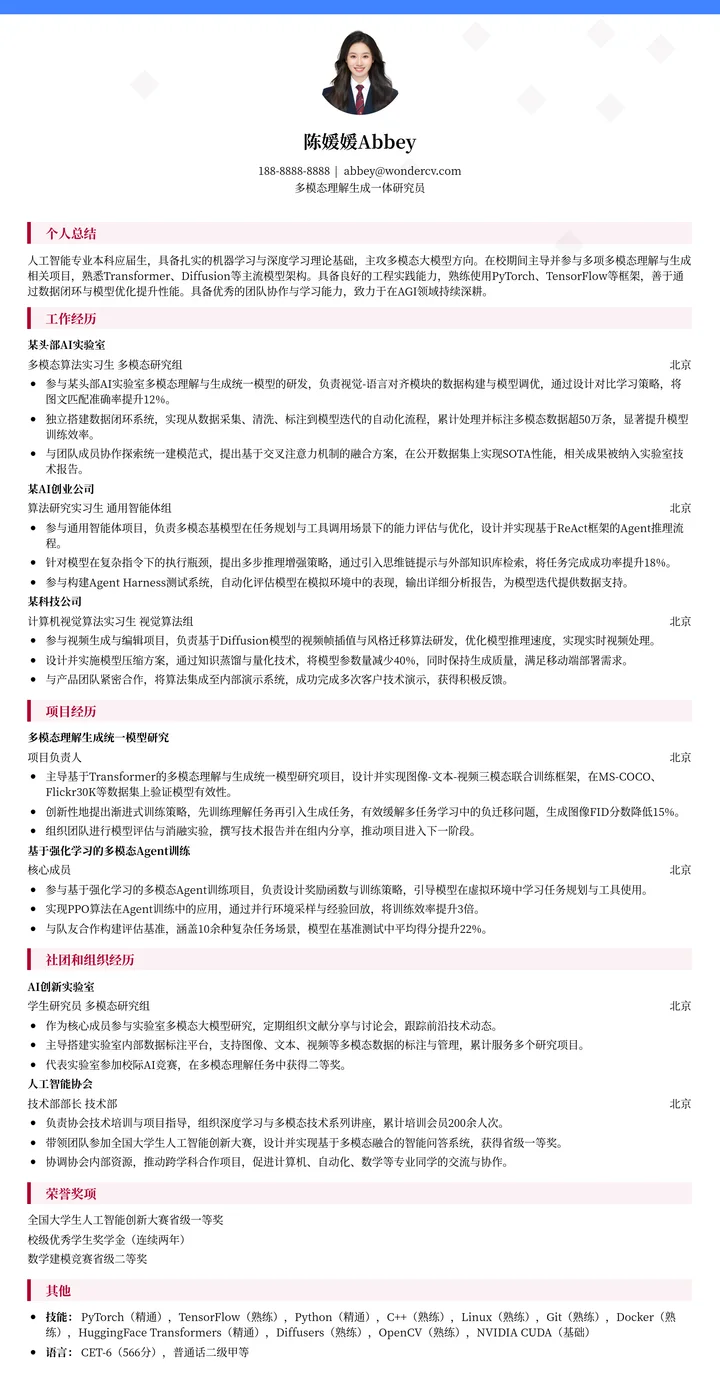 陈媛媛Abbey
188-8888-8888 | abbey@wondercv.com
多模态理解生成一体研究员
个人总结
人工智能专业本科应届生，具备扎实的机器学习与深度学习理论基础，主攻多模态大模型方向。在校期间主导并参与多项多模态理解与生成
相关项目，熟悉Transformer、Diffusion等主流模型架构。具备良好的工程实践能力，熟练使用PyTorch、TensorFlow等框架，善于通
过数据闭环与模型优化提升性能。具备优秀的团队协作与学习能力，致力于在AGI领域持续深耕。
工作经历
某头部AI实验室
多模态算法实习生 多模态研究组 北京
• 参与某头部AI实验室多模态理解与生成统一模型的研发，负责视觉-语言对齐模块的数据构建与模型调优，通过设计对比学习策略，将
图文匹配准确率提升12%。
• 独立搭建数据闭环系统，实现从数据采集、清洗、标注到模型迭代的自动化流程，累计处理并标注多模态数据超50万条，显著提升模型
训练效率。
• 与团队成员协作探索统一建模范式，提出基于交叉注意力机制的融合方案，在公开数据集上实现SOTA性能，相关成果被纳入实验室技
术报告。
某AI创业公司
算法研究实习生 通用智能体组 北京
• 参与通用智能体项目，负责多模态基模型在任务规划与工具调用场景下的能力评估与优化，设计并实现基于ReAct框架的Agent推理流
程。
• 针对模型在复杂指令下的执行瓶颈，提出多步推理增强策略，通过引入思维链提示与外部知识库检索，将任务完成成功率提升18%。
• 参与构建Agent Harness测试系统，自动化评估模型在模拟环境中的表现，输出详细分析报告，为模型迭代提供数据支持。
某科技公司
计算机视觉算法实习生 视觉算法组 北京
• 参与视频生成与编辑项目，负责基于Diffusion模型的视频帧插值与风格迁移算法研发，优化模型推理速度，实现实时视频处理。
• 设计并实施模型压缩方案，通过知识蒸馏与量化技术，将模型参数量减少40%，同时保持生成质量，满足移动端部署需求。
• 与产品团队紧密合作，将算法集成至内部演示系统，成功完成多次客户技术演示，获得积极反馈。
项目经历
多模态理解生成统一模型研究
项目负责人 北京
• 主导基于Transformer的多模态理解与生成统一模型研究项目，设计并实现图像-文本-视频三模态联合训练框架，在MS-COCO、
Flickr30K等数据集上验证模型有效性。
• 创新性地提出渐进式训练策略，先训练理解任务再引入生成任务，有效缓解多任务学习中的负迁移问题，生成图像FID分数降低15%。
• 组织团队进行模型评估与消融实验，撰写技术报告并在组内分享，推动项目进入下一阶段。
基于强化学习的多模态Agent训练
核心成员 北京
• 参与基于强化学习的多模态Agent训练项目，负责设计奖励函数与训练策略，引导模型在虚拟环境中学习任务规划与工具使用。
• 实现PPO算法在Agent训练中的应用，通过并行环境采样与经验回放，将训练效率提升3倍。
• 与队友合作构建评估基准，涵盖10余种复杂任务场景，模型在基准测试中平均得分提升22%。
社团和组织经历
AI创新实验室
学生研究员 多模态研究组 北京
• 作为核心成员参与实验室多模态大模型研究，定期组织文献分享与讨论会，跟踪前沿技术动态。
• 主导搭建实验室内部数据标注平台，支持图像、文本、视频等多模态数据的标注与管理，累计服务多个研究项目。
• 代表实验室参加校际AI竞赛，在多模态理解任务中获得二等奖。
人工智能协会
技术部部长 技术部 北京
• 负责协会技术培训与项目指导，组织深度学习与多模态技术系列讲座，累计培训会员200余人次。
• 带领团队参加全国大学生人工智能创新大赛，设计并实现基于多模态融合的智能问答系统，获得省级一等奖。
• 协调协会内部资源，推动跨学科合作项目，促进计算机、自动化、数学等专业同学的交流与协作。
荣誉奖项
全国大学生人工智能创新大赛省级一等奖
校级优秀学生奖学金（连续两年）
数学建模竞赛省级二等奖
其他
• 技能： PyTorch（精通），TensorFlow（熟练），Python（精通），C++（熟练），Linux（熟练），Git（熟练），Docker（熟
练），HuggingFace Transformers（精通），Diffusers（熟练），OpenCV（熟练），NVIDIA CUDA（基础）
• 语言： CET-6（566分），普通话二级甲等